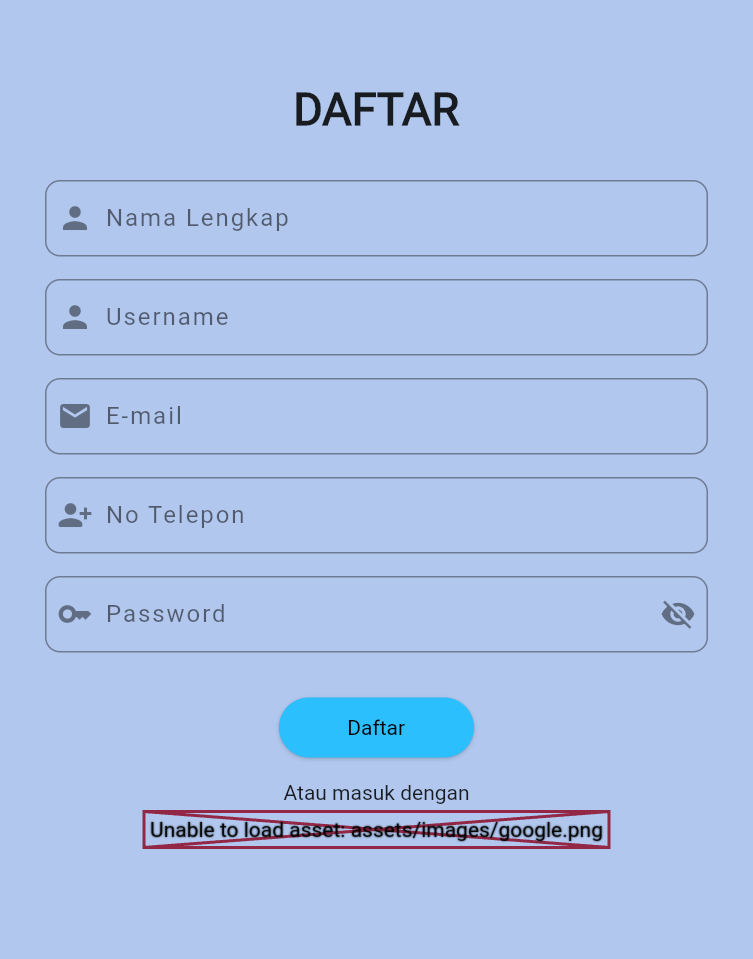 DAFTAR
Nama Lengkap
Username
E-mail
No Telepon
Password
Daftar
Atau masuk dengan
Unable to load asset: assets/images/google.png